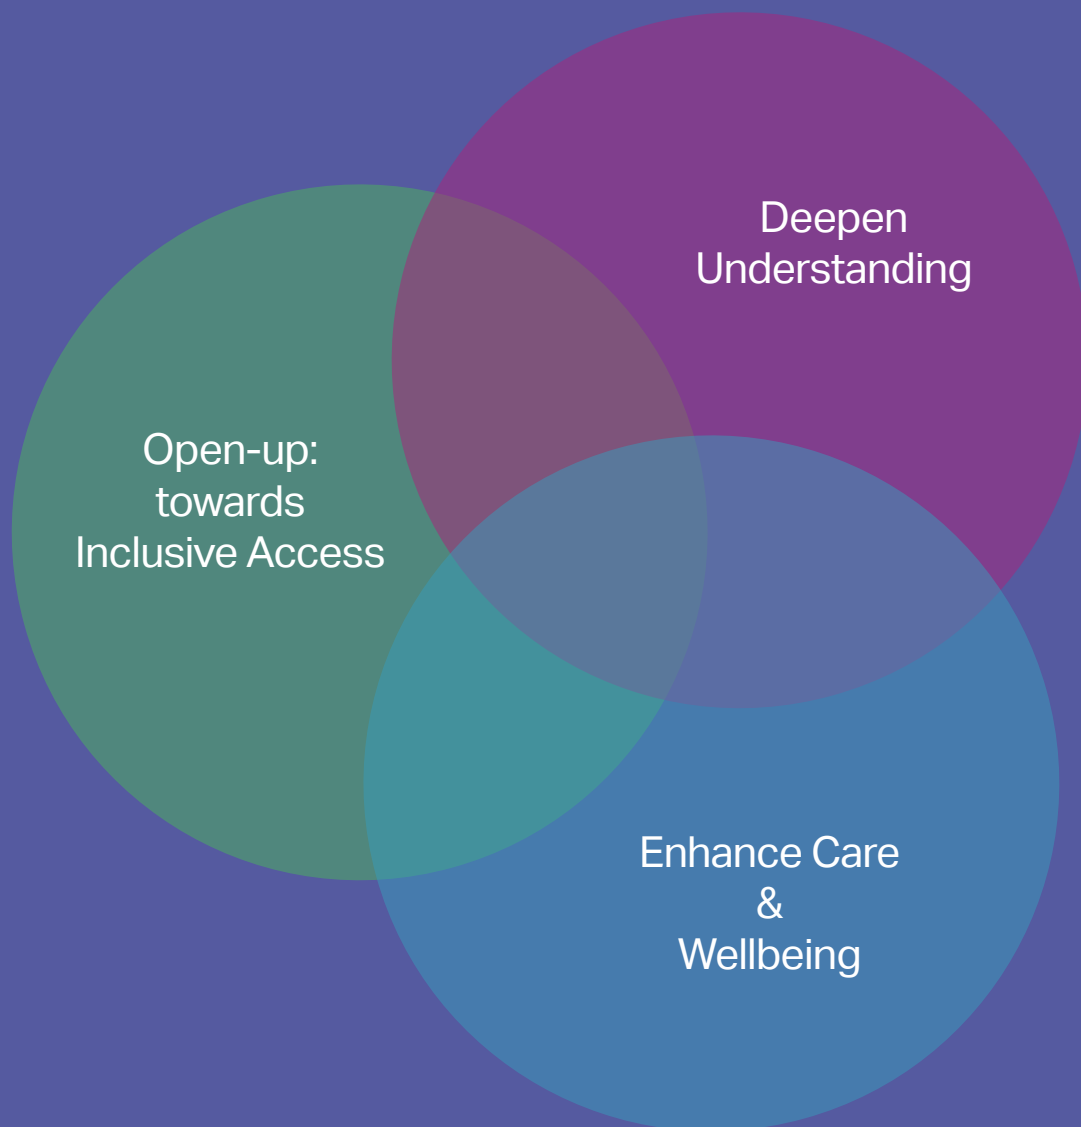 Deepen
Understanding
Open-up:
towards
Inclusive Access
Enhance Care
&
Wellbeing